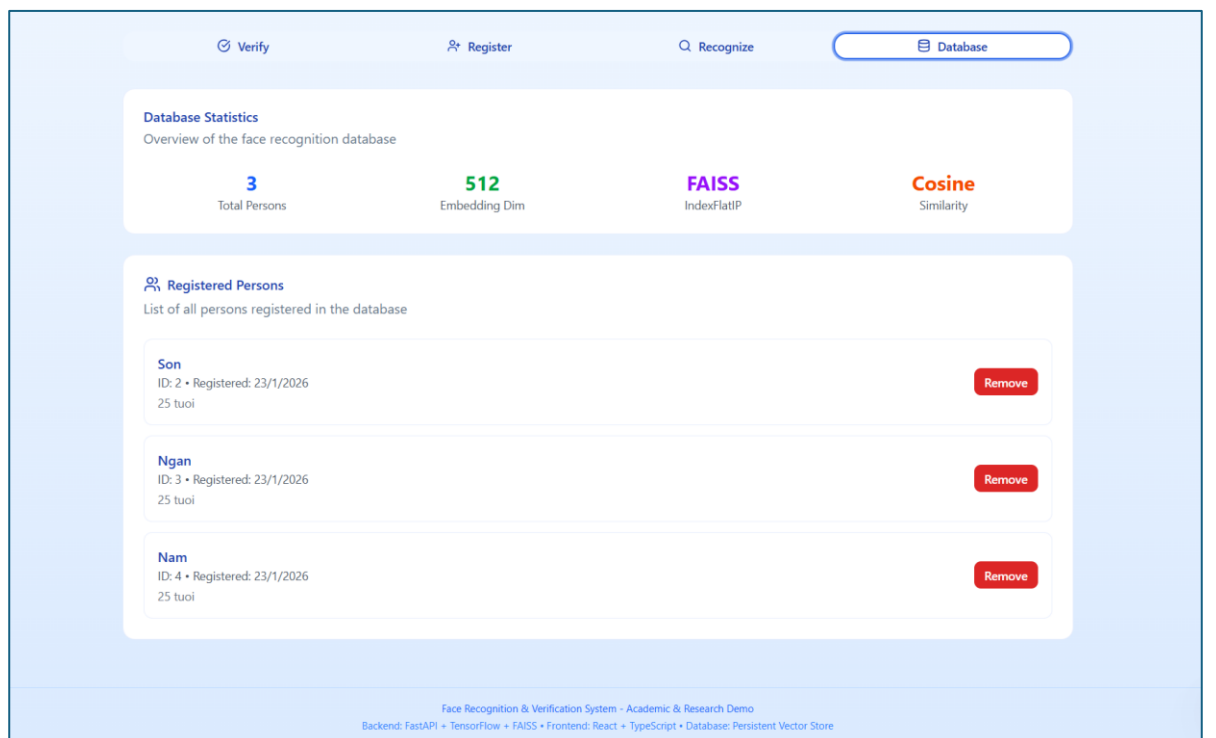 Verify Register Recognize Database
Database Statistics
Overview of the face recognition database
3 512 FAISS Cosine
Total Persons Embedding Dim IndexFlatIP Similarity
Registered Persons
List of all persons registered in the database
Son
ID: 2 • Registered: 23/1/2026
25 tuoi
Remove
Ngan
ID: 3 • Registered: 23/1/2026
25 tuoi
Remove
Nam
ID: 4 • Registered: 23/1/2026
25 tuoi
Remove
Face Recognition & Verification System - Academic & Research Demo
Backend: FastAPI + TensorFlow + FAISS • Frontend: React + TypeScript • Database: Persistent Vector Store